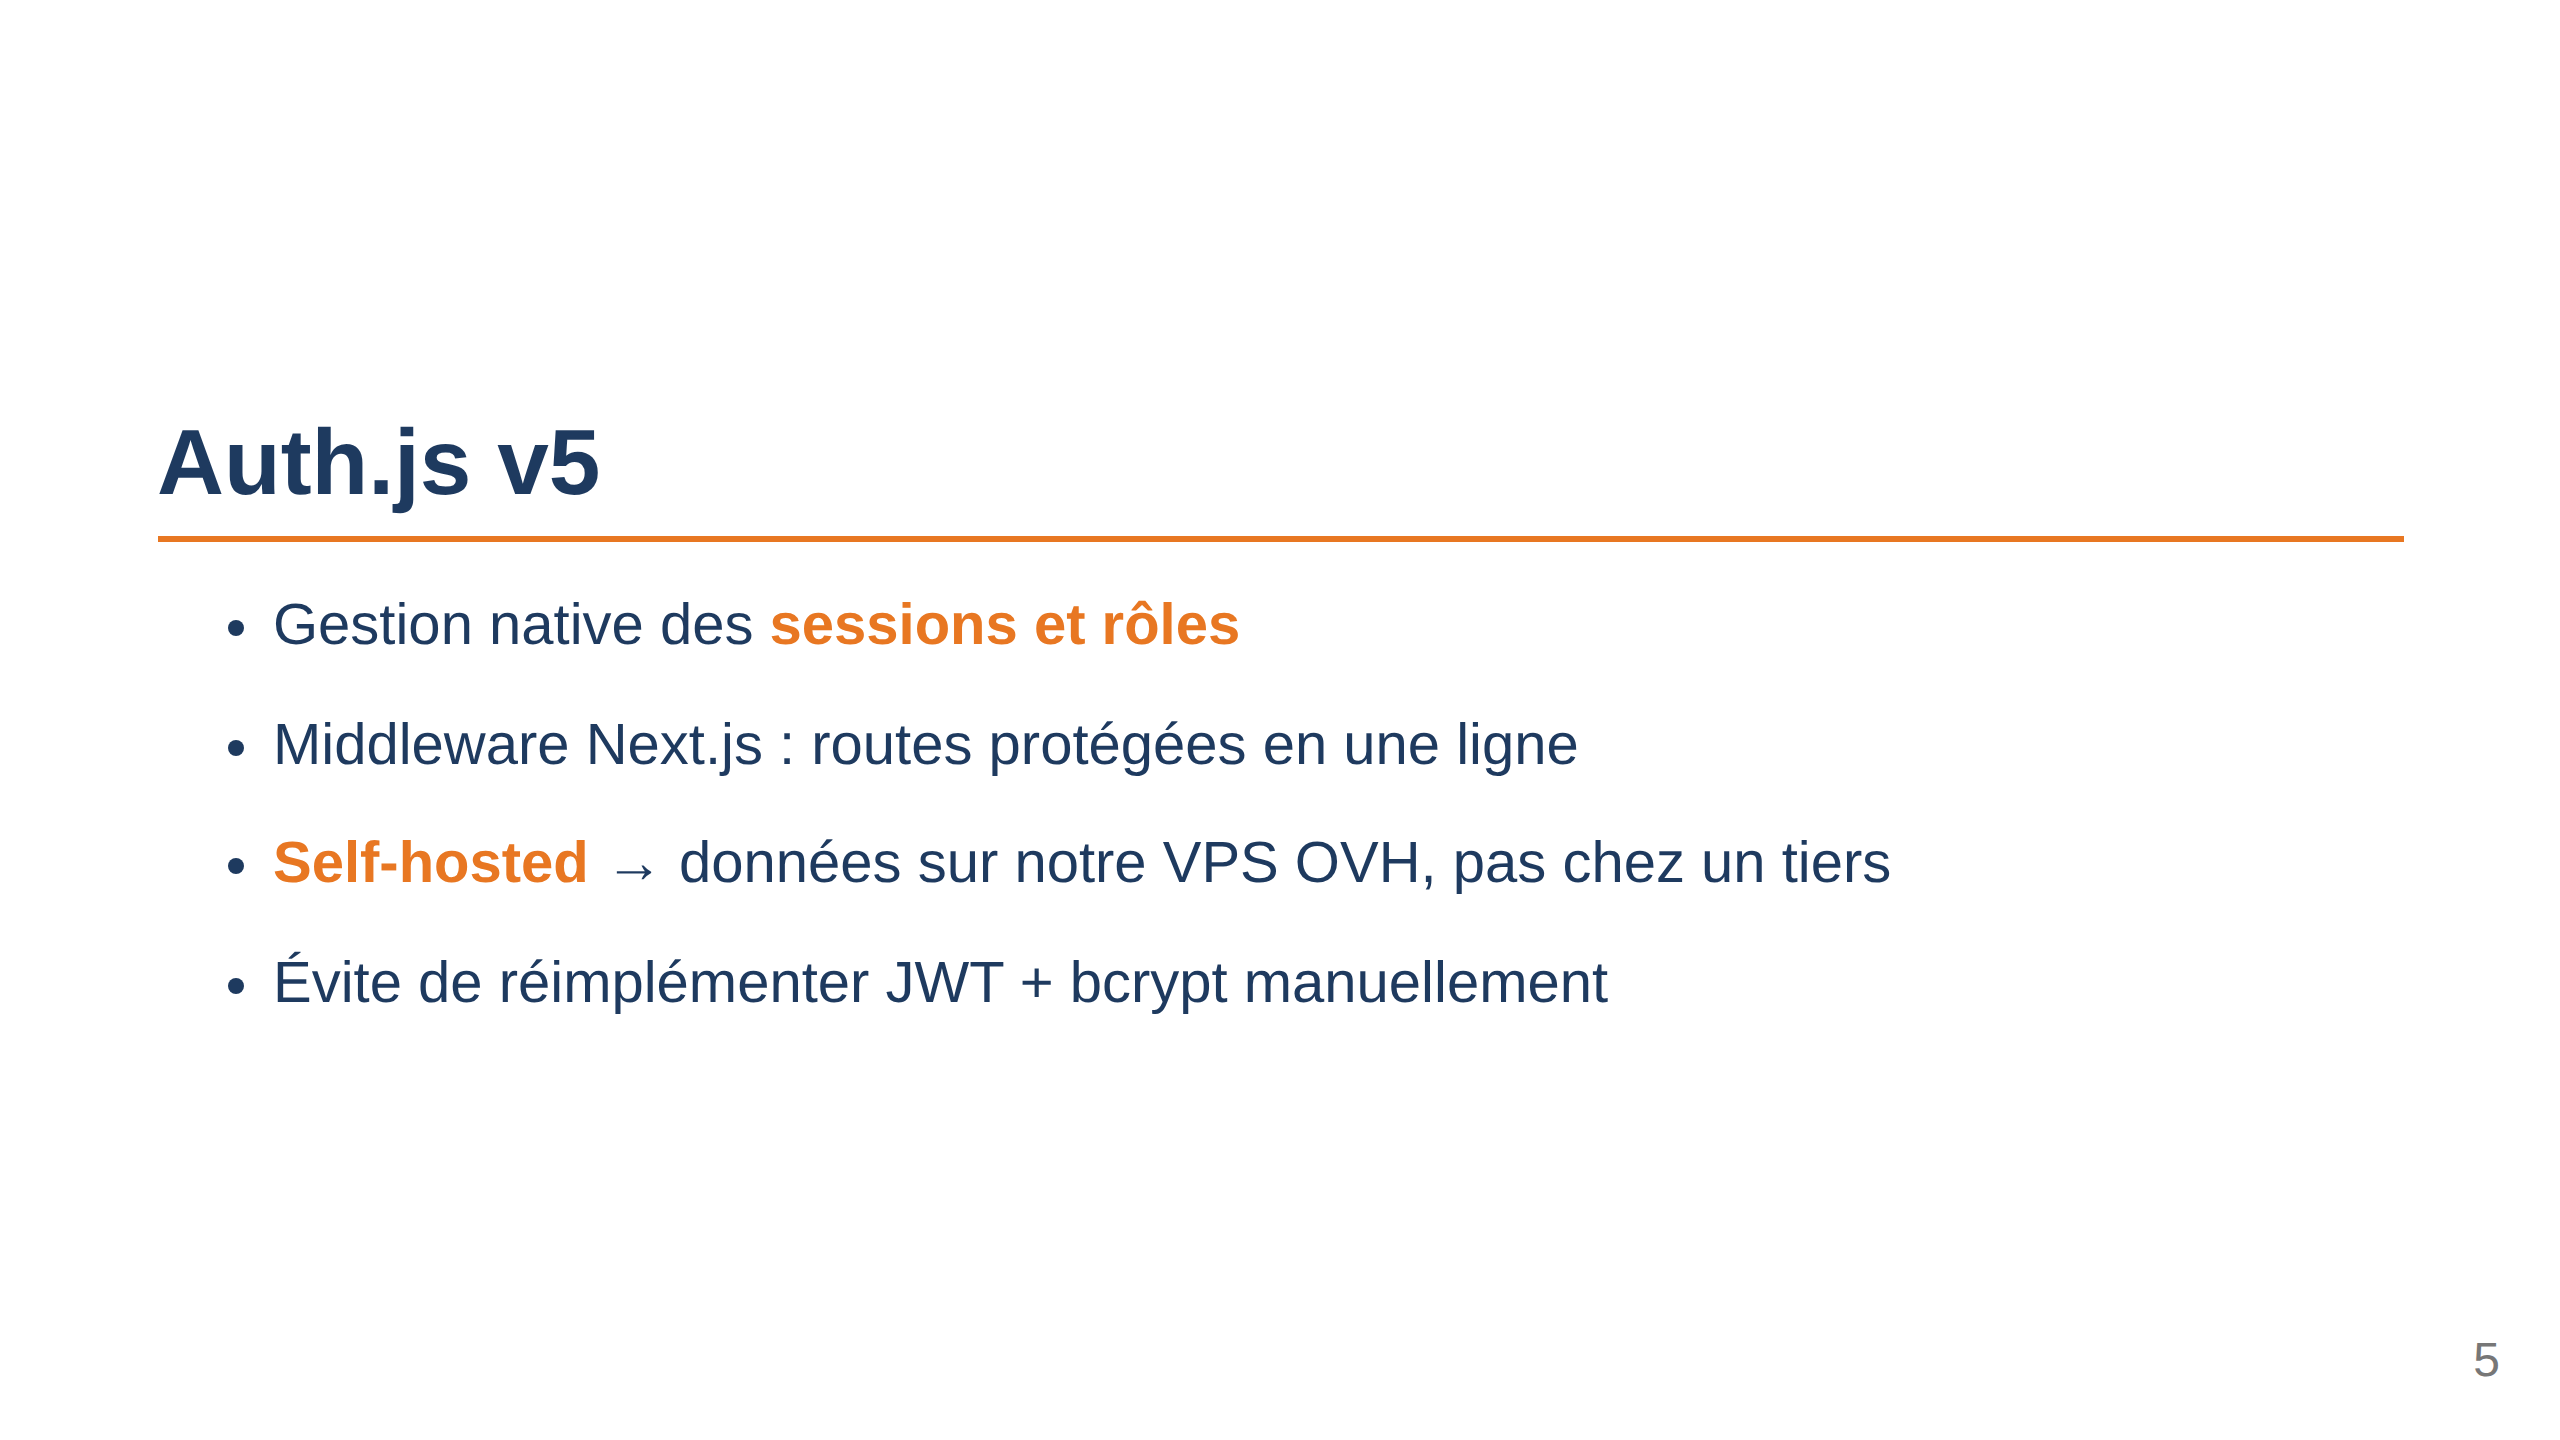 Auth.js v5
• Gestion native des sessions et rôles
• Middleware Next.js : routes protégées en une ligne
• Self-hosted → données sur notre VPS OVH, pas chez un tiers
• Évite de réimplémenter JWT + bcrypt manuellement
5